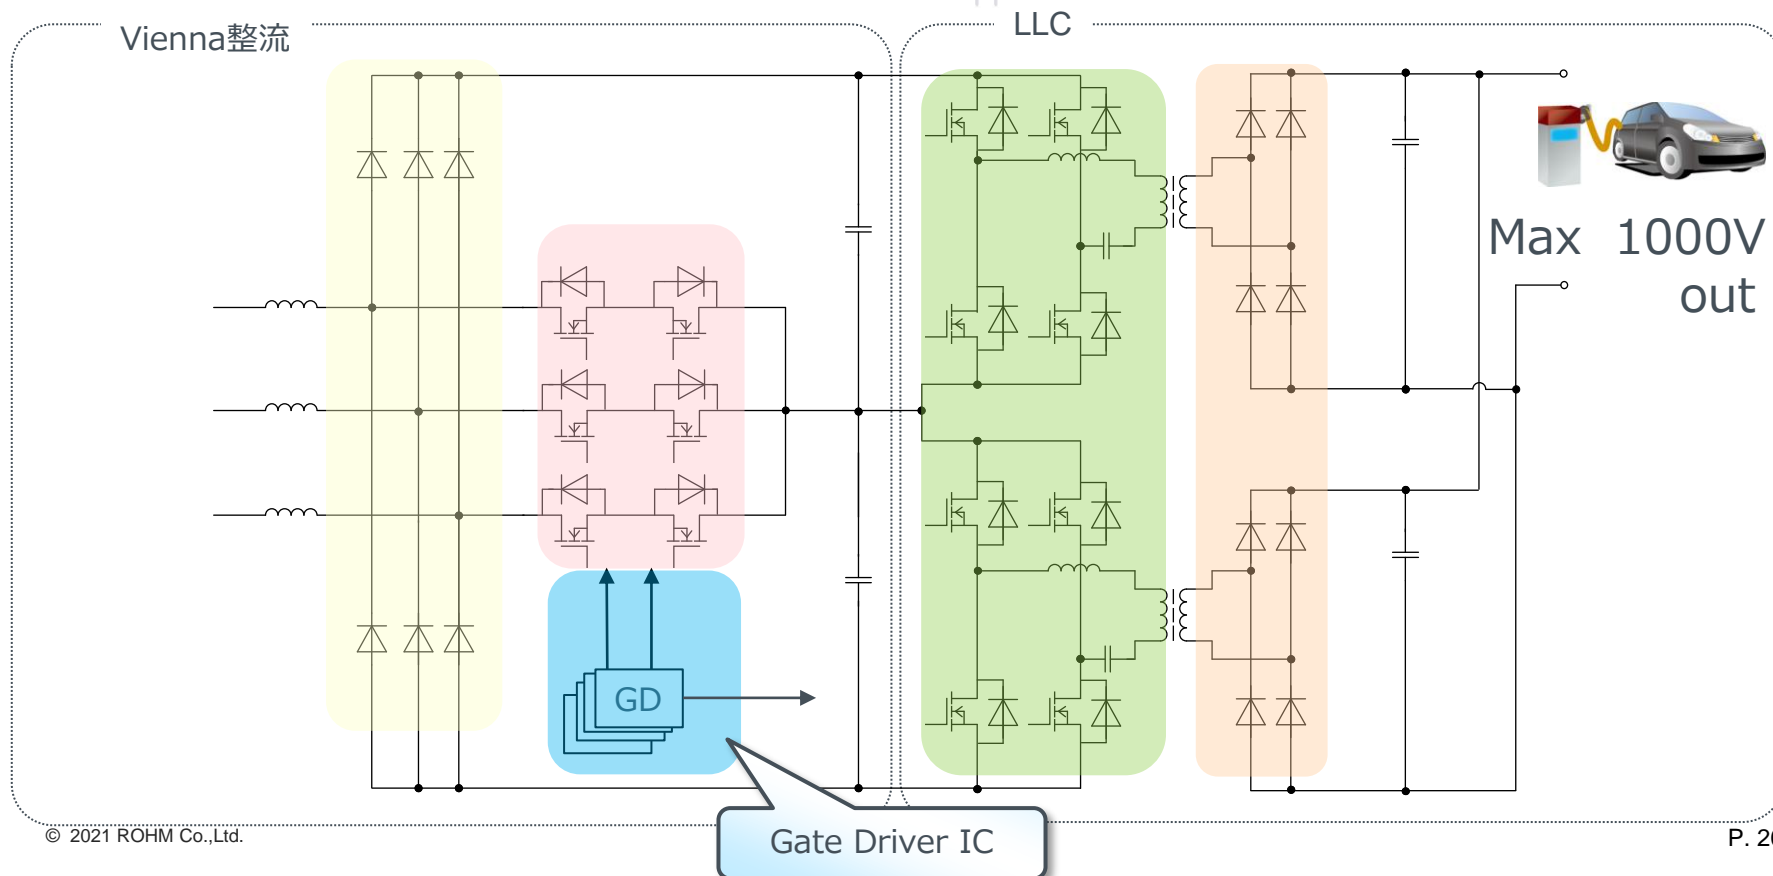 Vienna整流
LLC
Max 1000V
out
GD
Gate Driver IC
© 2021 ROHM Co.,Ltd.